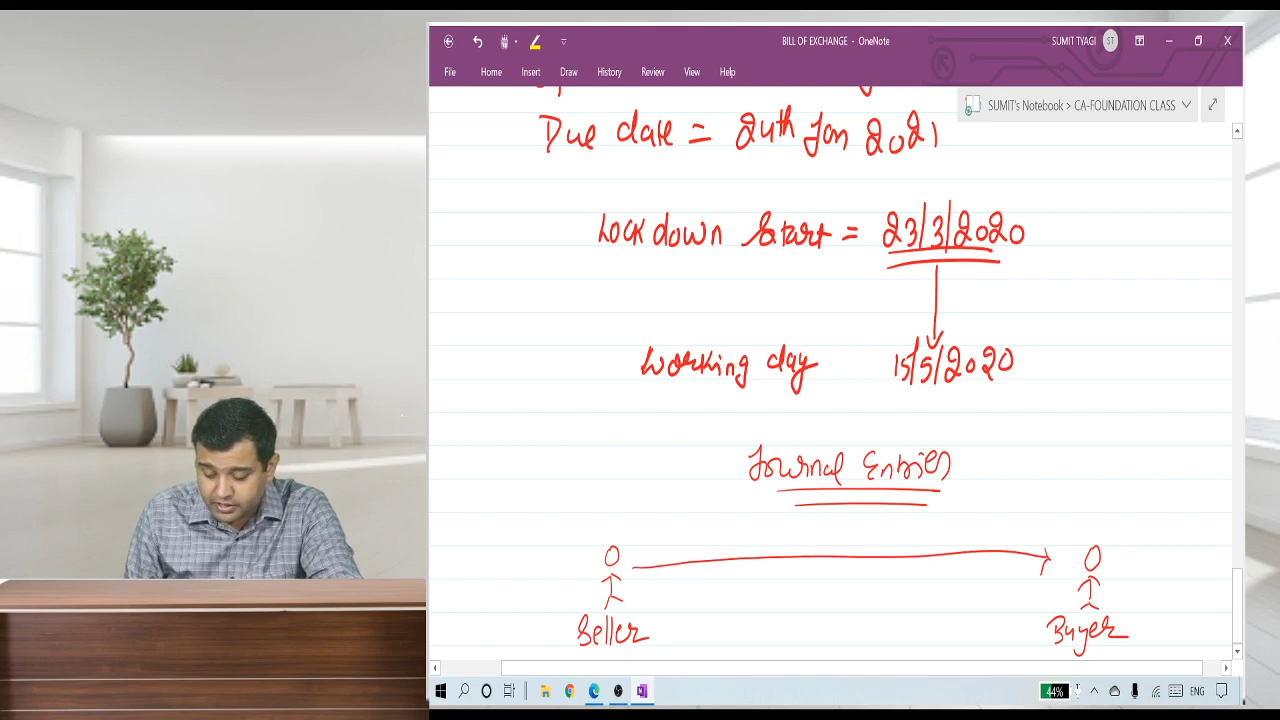 BILL OF EXCHANGE - OneNote
SUMIT TYAGI ST
File Home Insert Draw History Review View Help
SUMIT's Notebook > CA-FOUNDATION CLASS
Due date = 24th Jan 2021
Lockdown Start = 23/3/2020
Working day 15/5/2020
Journal Entries
Seller Buyer
44% ENG